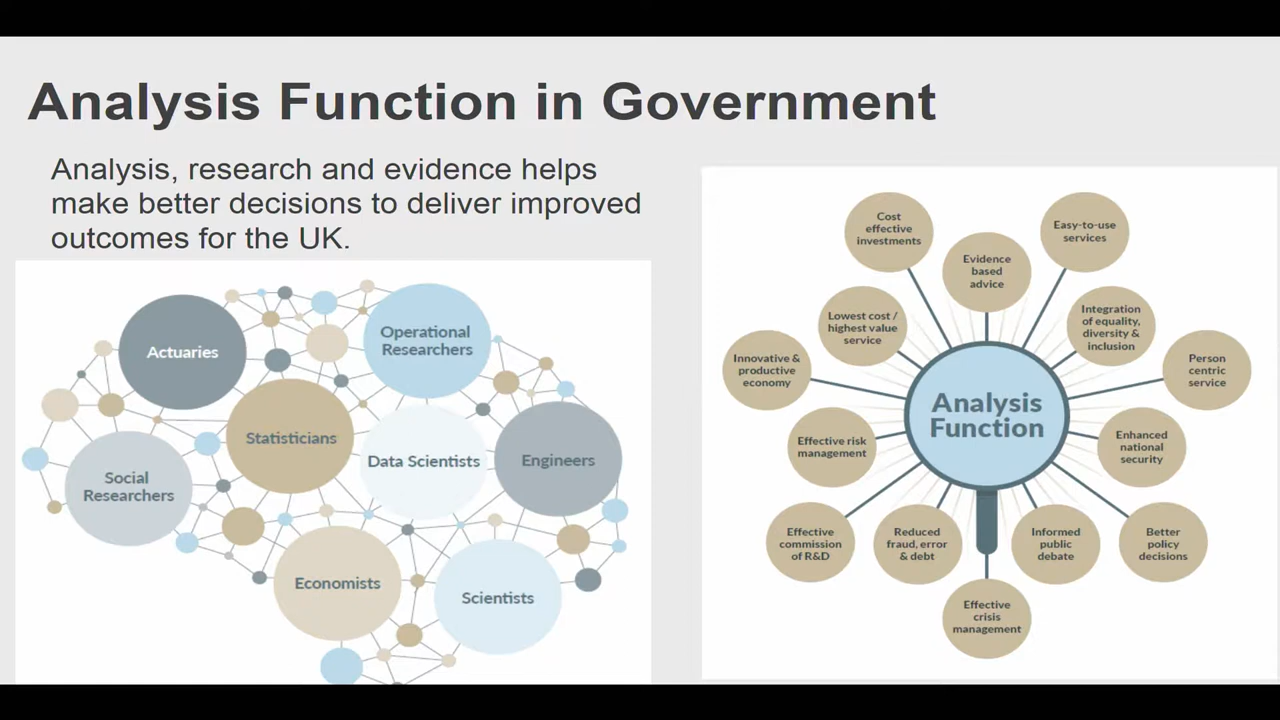 Analysis Function in Government
Analysis, research and evidence helps
make better decisions to deliver improved
outcomes for the UK.
Actuaries
Operational
Researchers
Statisticians
Data Scientists
Engineers
Social
Researchers
Economists
Scientists
Cost
effective
investments
Evidence
based
advice
Easy-to-use
services
Lowest cost /
highest value
service
Integration
of equality,
diversity &
inclusion
Innovative &
productive
economy
Person
centric
service
Analysis
Function
Effective risk
management
Enhanced
national
security
Effective
commission
of R&D
Reduced
fraud, error
& debt
Informed
public
debate
Better
policy
decisions
Effective
crisis
management